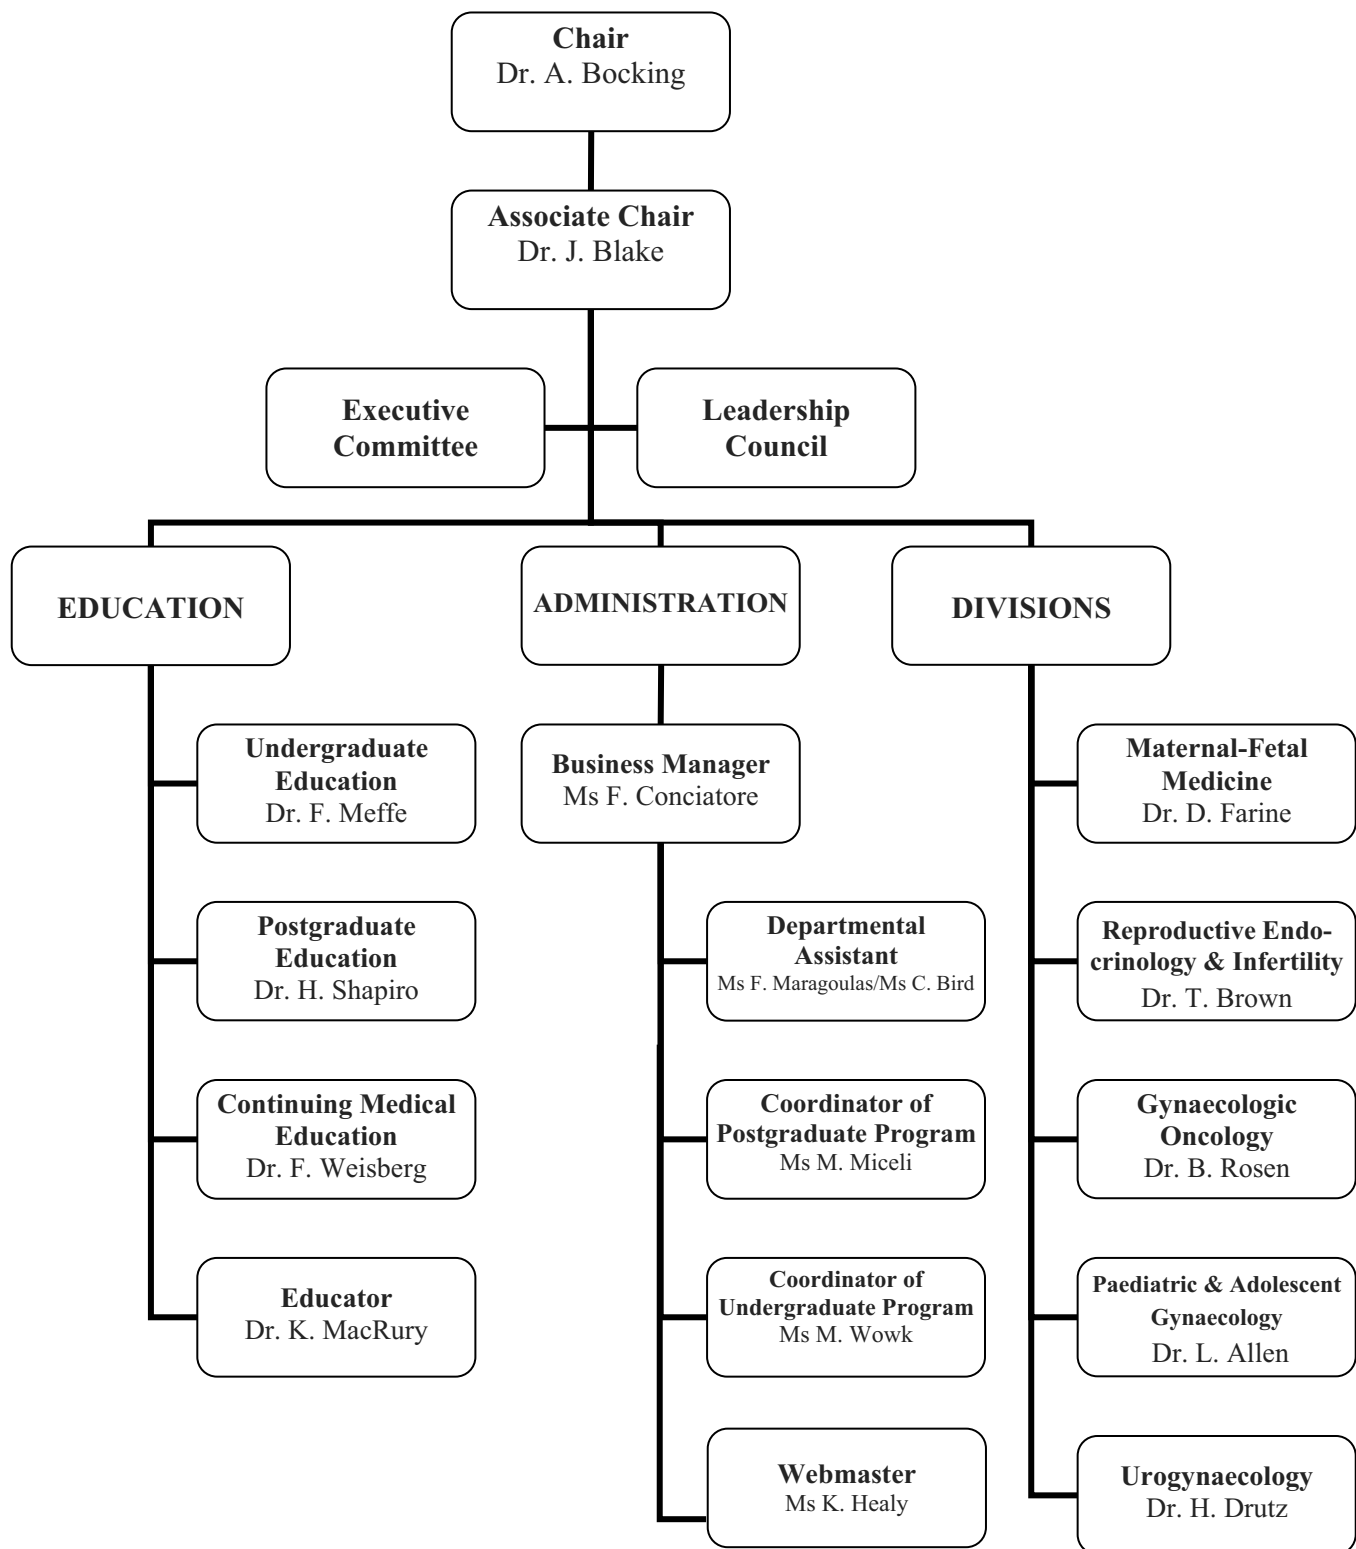 Chair
Dr. A. Bocking
Associate Chair
Dr. J. Blake
Executive
Committee
Leadership
Council
EDUCATION
ADMINISTRATION
DIVISIONS
Undergraduate
Education
Dr. F. Meffe
Postgraduate
Education
Dr. H. Shapiro
Continuing Medical
Education
Dr. F. Weisberg
Educator
Dr. K. MacRury
Business Manager
Ms F. Conciatore
Departmental
Assistant
Ms F. Maragoulas/Ms C. Bird
Coordinator of
Postgraduate Program
Ms M. Miceli
Coordinator of
Undergraduate Program
Ms M. Wowk
Webmaster
Ms K. Healy
Maternal-Fetal
Medicine
Dr. D. Farine
Reproductive Endo-
crinology & Infertility
Dr. T. Brown
Gynaecologic
Oncology
Dr. B. Rosen
Paediatric & Adolescent
Gynaecology
Dr. L. Allen
Urogynaecology
Dr. H. Drutz